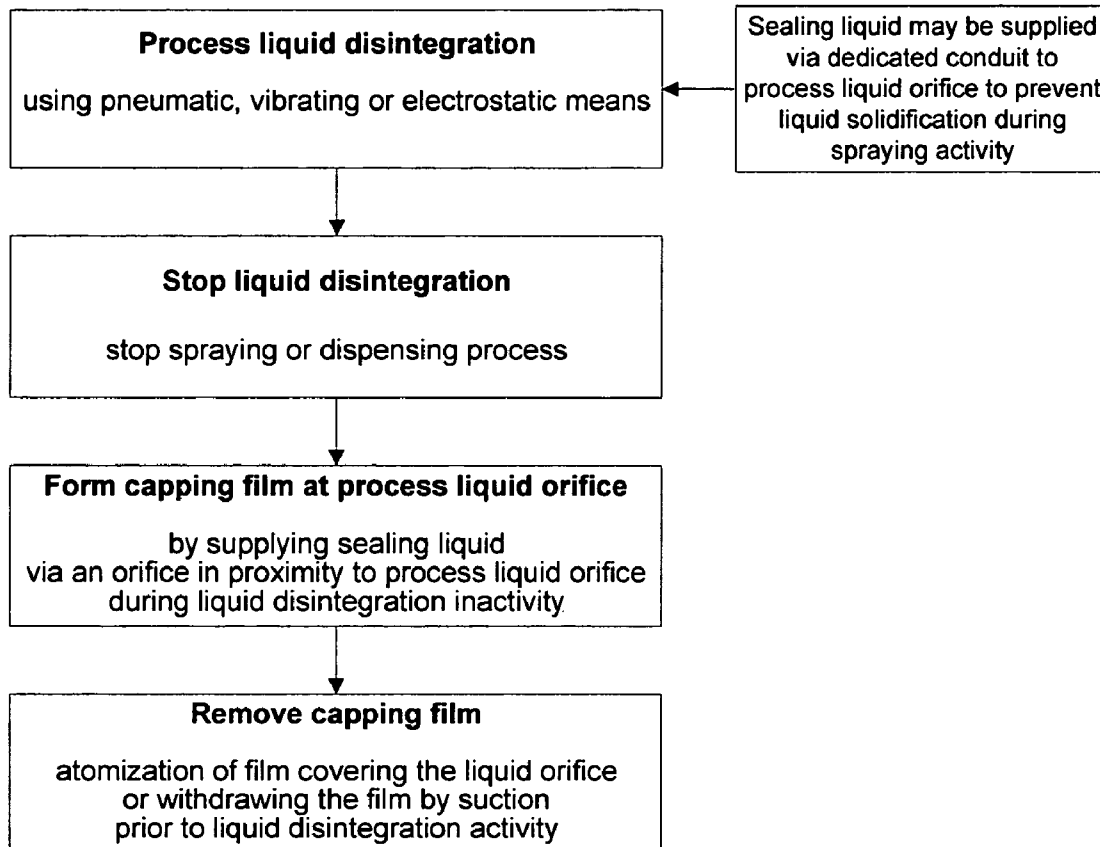 Process liquid disintegration
using pneumatic, vibrating or electrostatic means
Sealing liquid may be supplied
via dedicated conduit to
process liquid orifice to prevent
liquid solidification during
spraying activity
Stop liquid disintegration
stop spraying or dispensing process
Form capping film at process liquid orifice
by supplying sealing liquid
via an orifice in proximity to process liquid orifice
during liquid disintegration inactivity.
Remove capping film
atomization of film covering the liquid orifice
or withdrawing the film by suction
prior to liquid disintegration activity